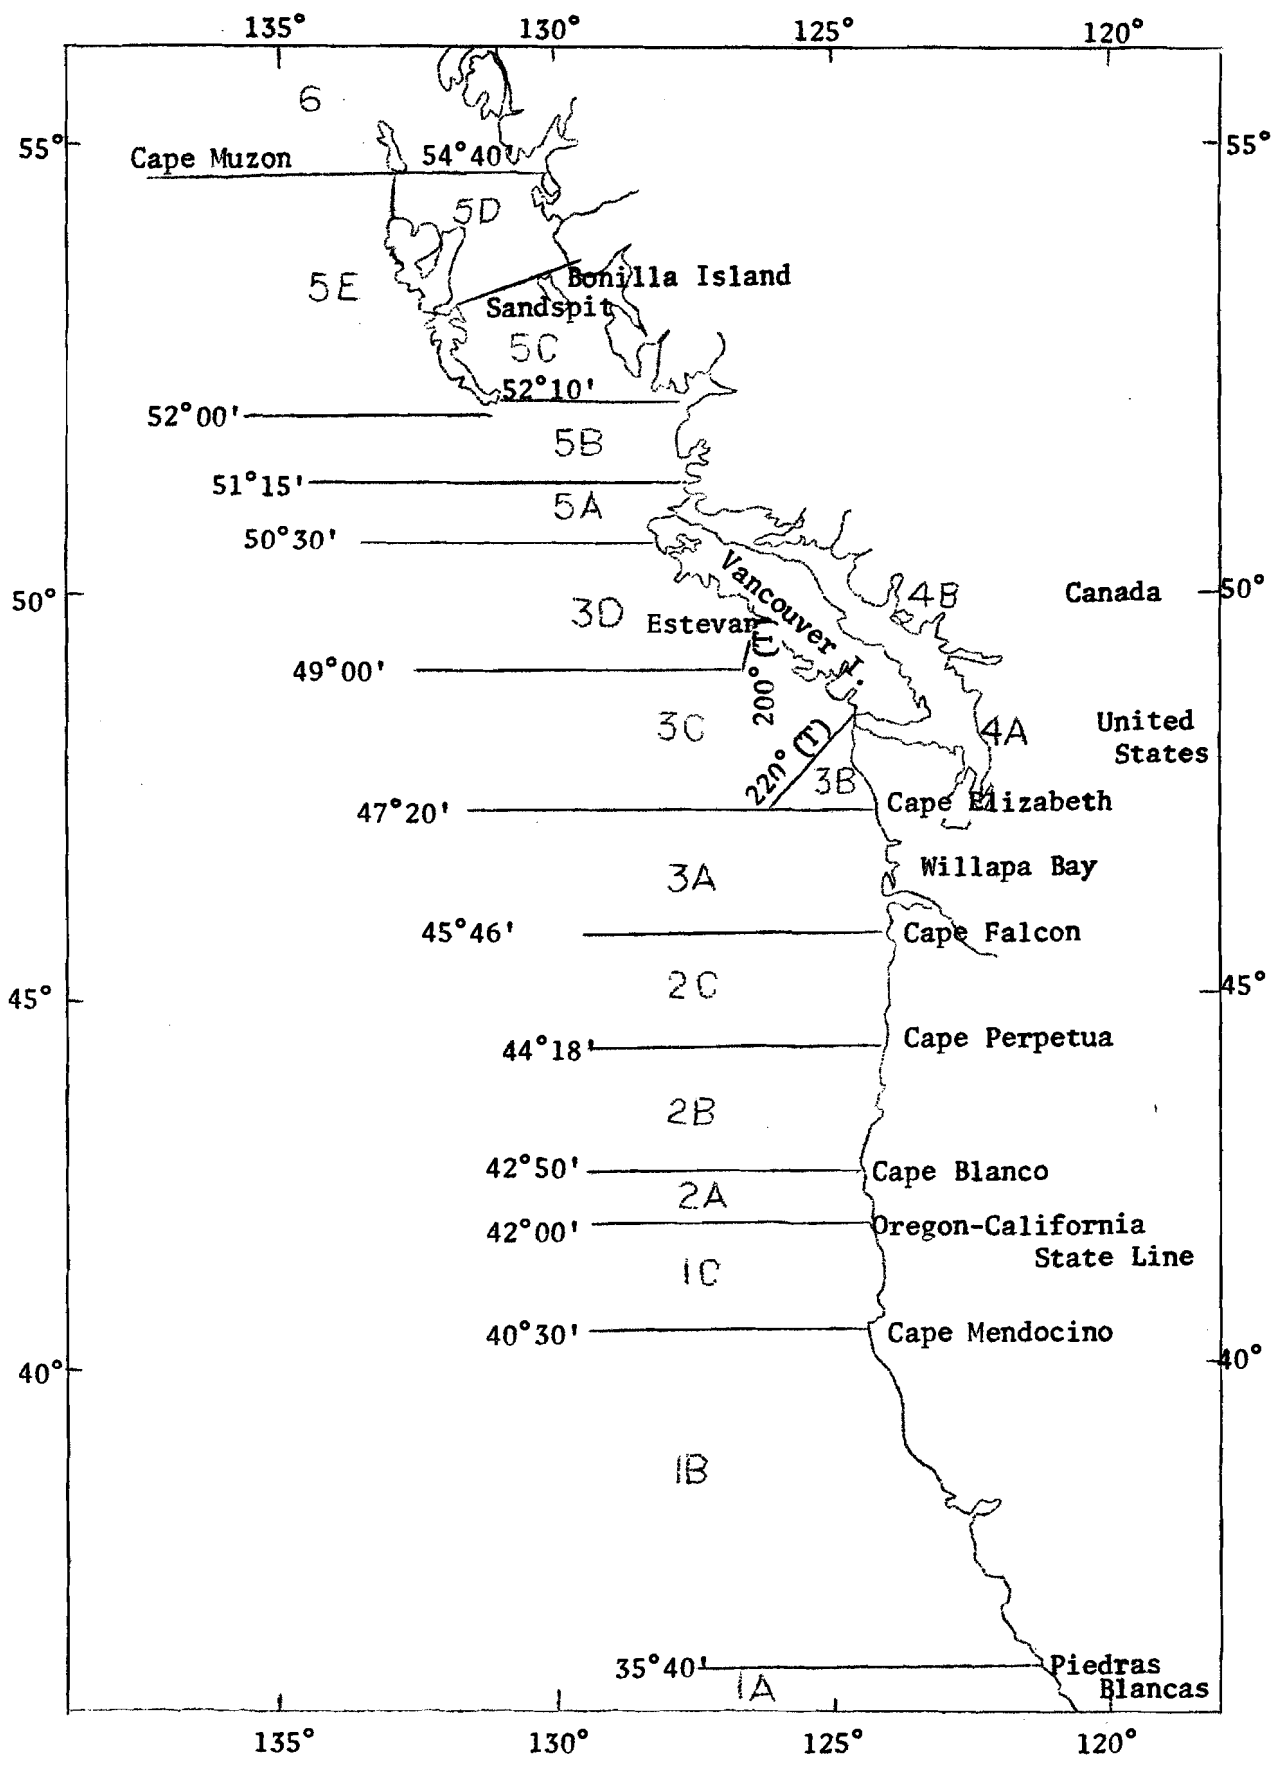 135° 130° 125° 120°
6
55° 55°
Cape Muzon 54°40'
5D
5E
Bonilla Island
Sandspit
5C
52°10'
52°00'
5B
51°15'
5A
50°30'
Vancouver I.
50° 4B Canada 50°
3D Estevan
49°00'
200°(T)
3C
4A United
States
220° (T)
3B
47°20' Cape Elizabeth
Willapa Bay
3A
45°46' Cape Falcon
2C
45° 45°
Cape Perpetua
44°18'
2B
42°50' Cape Blanco
2A
42°00' Oregon-California
State Line
1C
40°30' Cape Mendocino
40° 40°
1B
35°40' Piedras
Blancas
1A
135° 130° 125° 120°